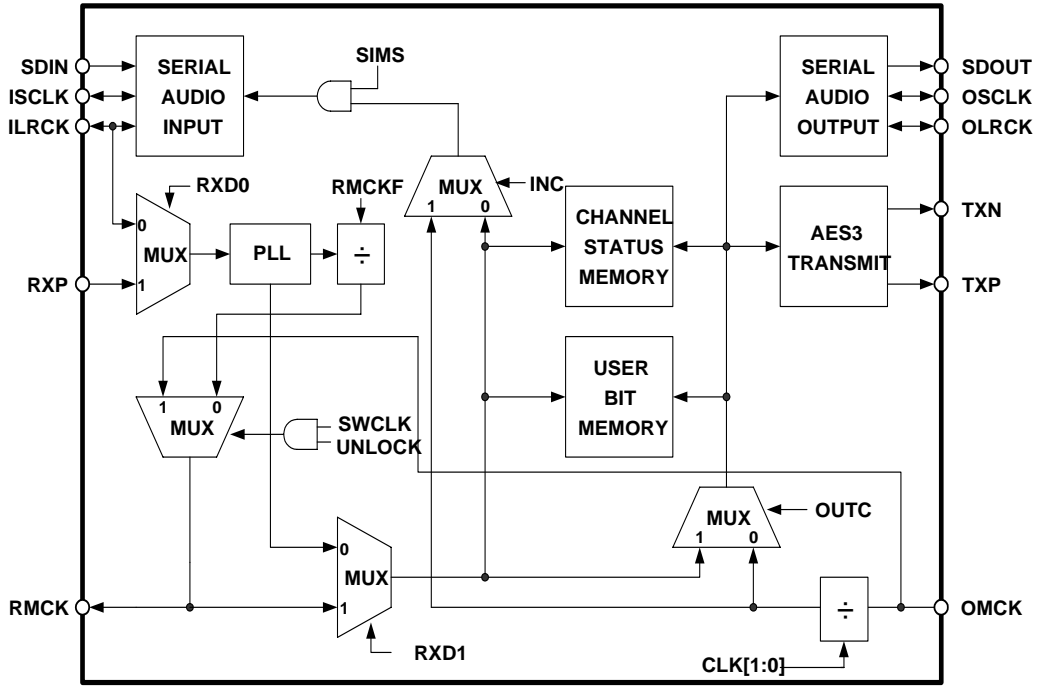 SIMS
SDIN
ISCLK
ILRCK
SERIAL
AUDIO
INPUT
SERIAL
AUDIO
OUTPUT
SDOUT
OSCLK
OLRCK
RXD0
RMCKF
MUX
1 0
INC
0
MUX
1
PLL
÷
RXP
CHANNEL
STATUS
MEMORY
AES3
TRANSMIT
TXN
TXP
1 0
MUX
SWCLK
UNLOCK
USER
BIT
MEMORY
MUX
1 0
OUTC
0
MUX
1
RXD1
RMCK
÷
OMCK
CLK[1:0]